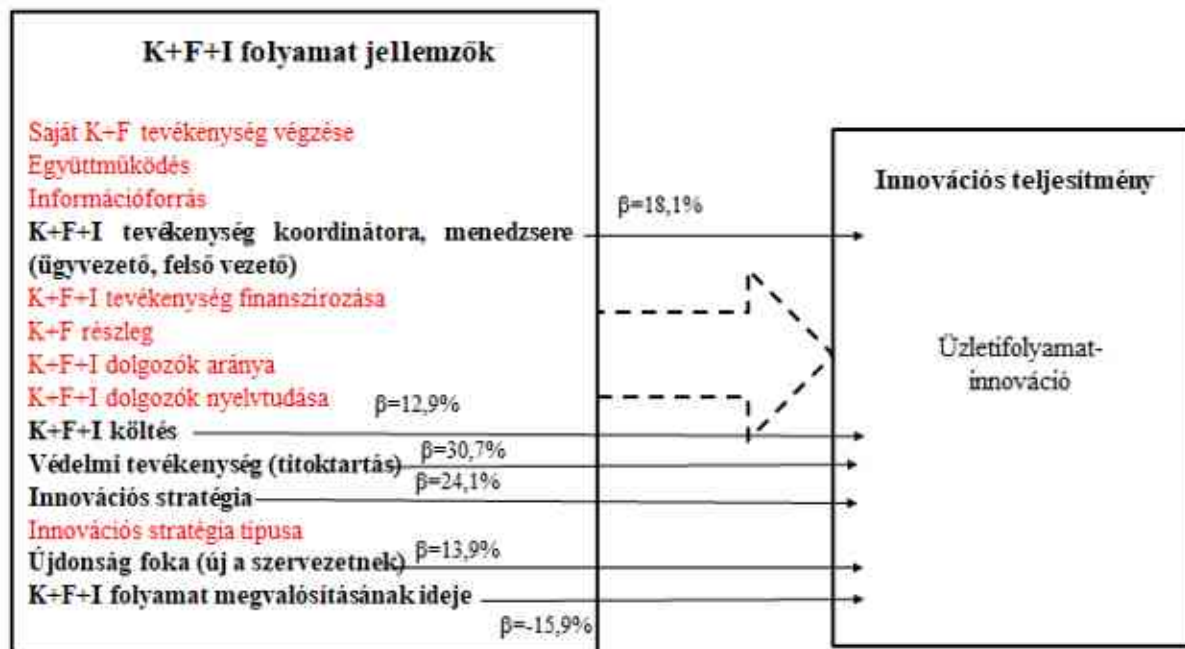 K+F+I folyamat jellemzők
Saját K+F tevékenység végzése
Együttműködés
Információforrás
K+F+I tevékenység koordinátora, menedzsere
(ügyvezető, felső vezető)
K+F+I tevékenység finanszírozása
K+F részleg
K+F+I dolgozók aránya
K+F+I dolgozók nyelvtudása
β=12,9%
K+F+I költés
β=30,7%
Védelmi tevékenység (titoktartás)
β=24,1%
Innovációs stratégia
Innovációs stratégia típusa
β=13,9%
Újdonság foka (új a szervezetnek)
K+F+I folyamat megvalósításának ideje
β=-15,9%
β=18,1%
Innovációs teljesítmény
Üzletifolyamat-
innováció